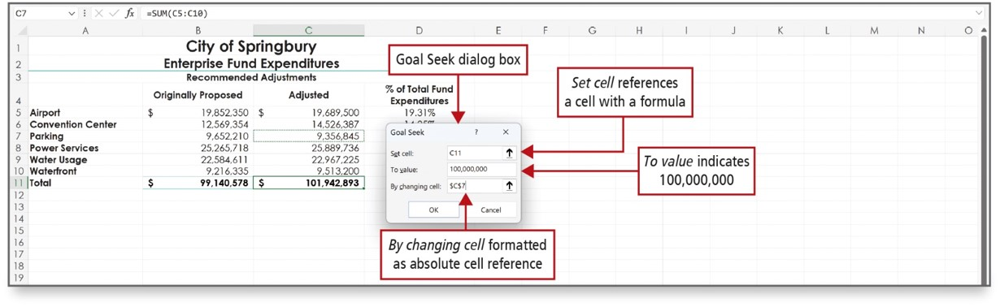 C7 fx =SUM(C5:C10)
A B C D E F G H I J K L M N O
1 City of Springbury
2 Enterprise Fund Expenditures
3 Recommended Adjustments
4 Originally Proposed Adjusted % of Total Fund
Expenditures
5 Airport $ 19,852,350 $ 19,689,500 19.31%
6 Convention Center 12,569,354 14,526,387
7 Parking 9,652,210 9,356,845
8 Power Services 25,265,718 25,889,736
9 Water Usage 22,584,611 22,967,225
10 Waterfront 9,216,335 9,513,200
11 Total $ 99,140,578 $ 101,942,893
12
13
14
15
16
17
18
19
Goal Seek dialog box
Goal Seek ? ×
Set cell: C11
To value: 100,000,000
By changing cell: $C$7
OK Cancel
Set cell references
a cell with a formula
To value indicates
100,000,000
By changing cell formatted
as absolute cell reference